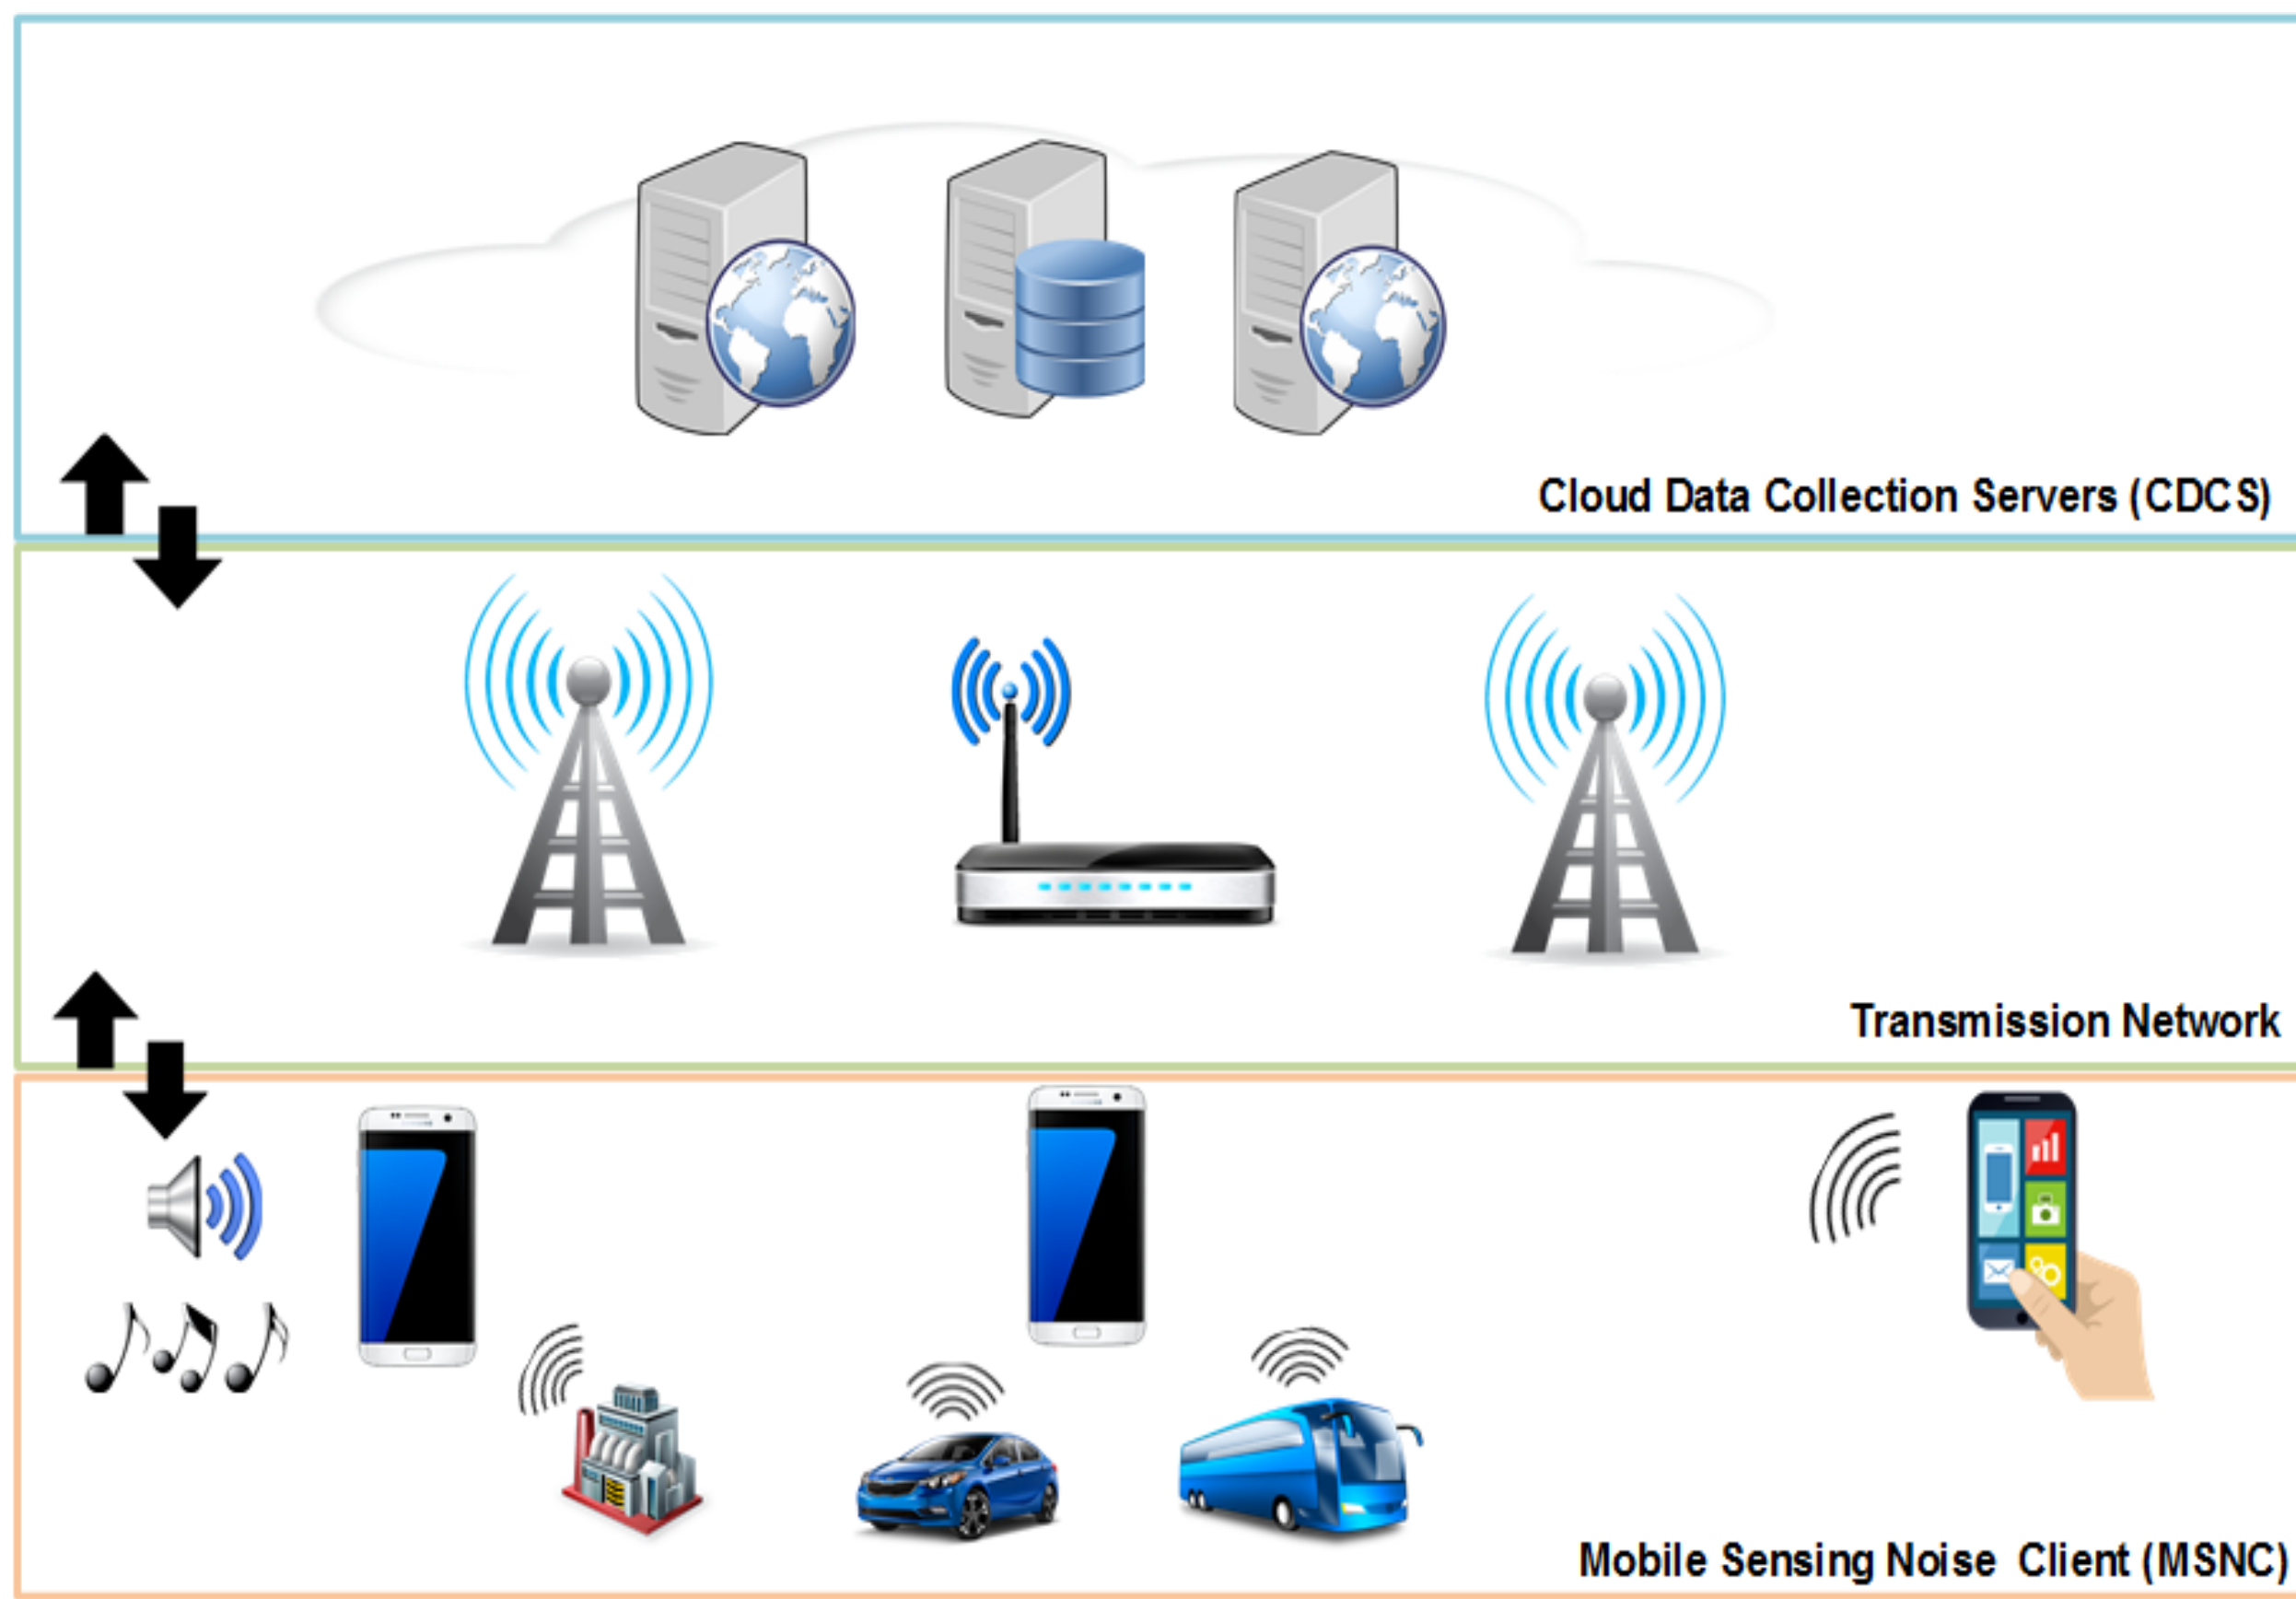 Cloud Data Collection Servers (CDCS)
Transmission Network
Mobile Sensing Noise Client (MSNC)